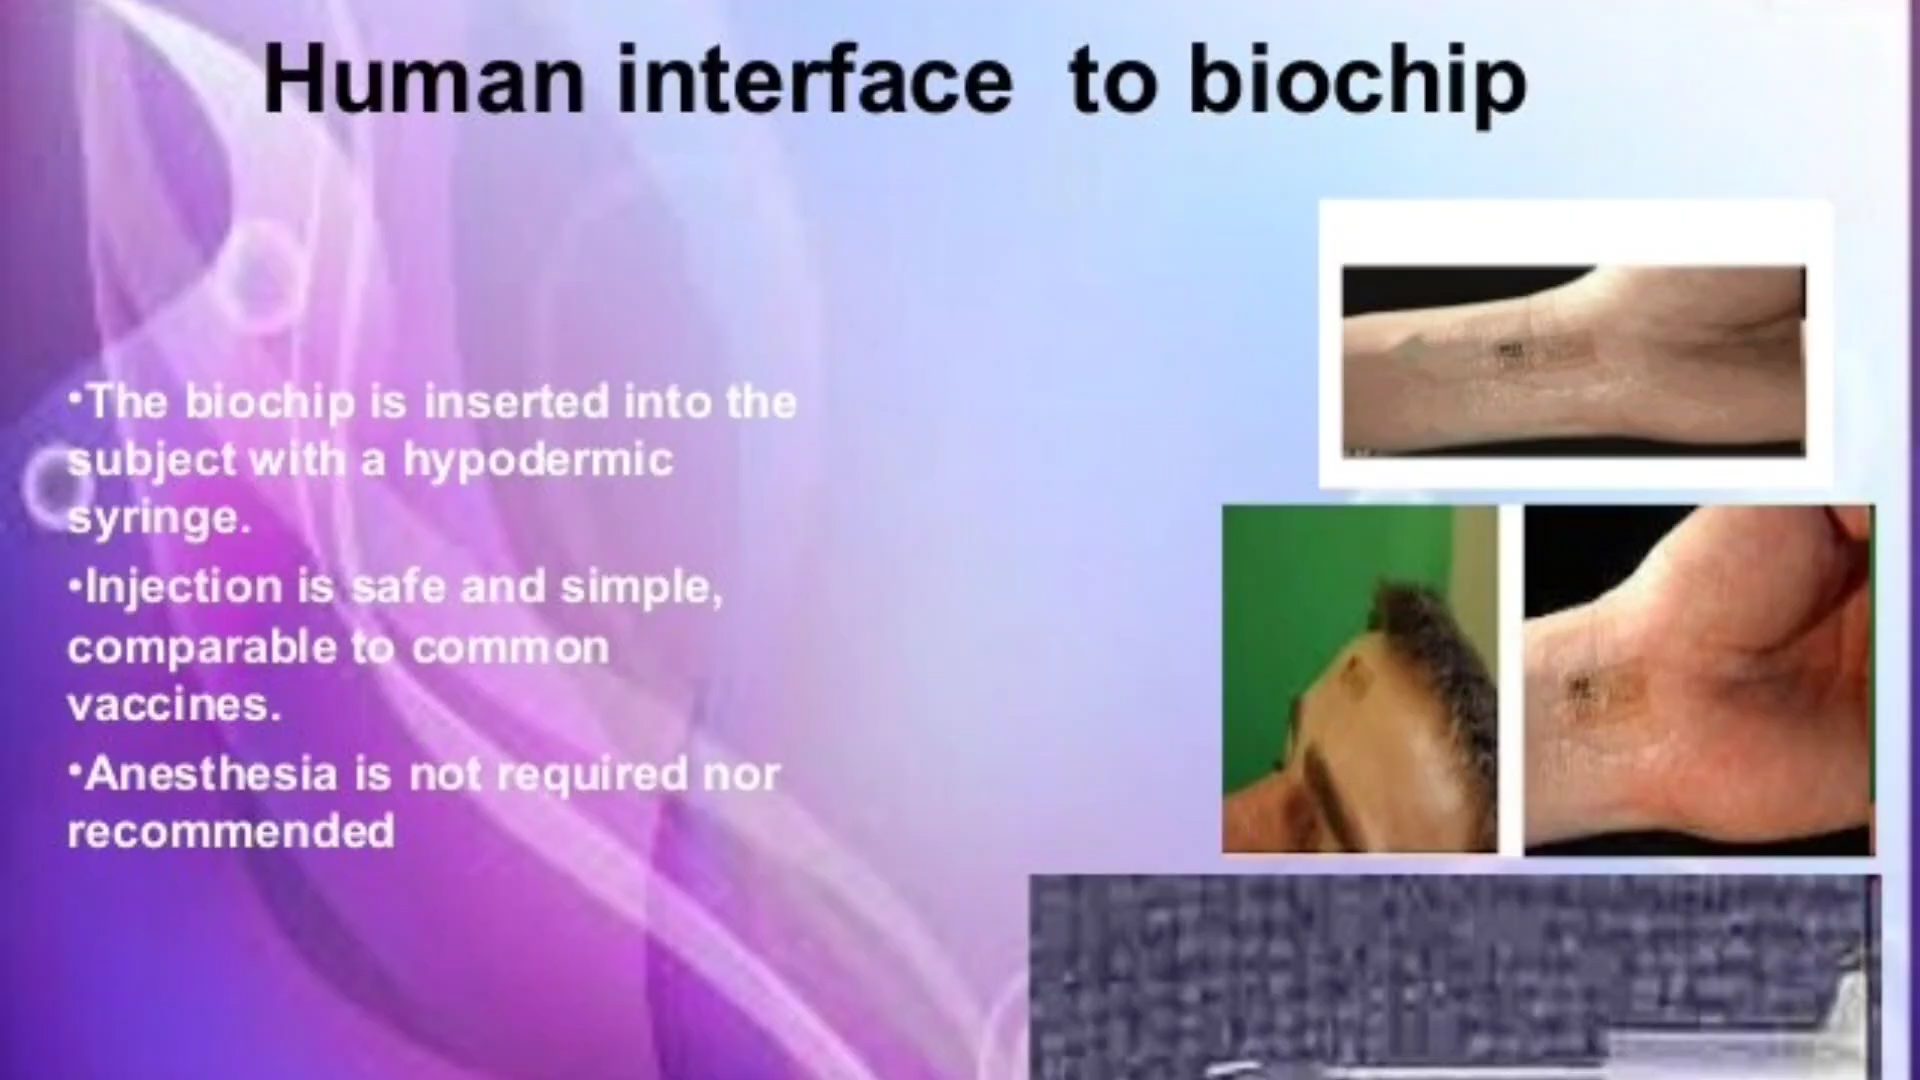 Human interface  to biochip
•The biochip is inserted into the
subject with a hypodermic
syringe.
•Injection is safe and simple,
comparable to common
vaccines.
•Anesthesia is not required nor
recommended